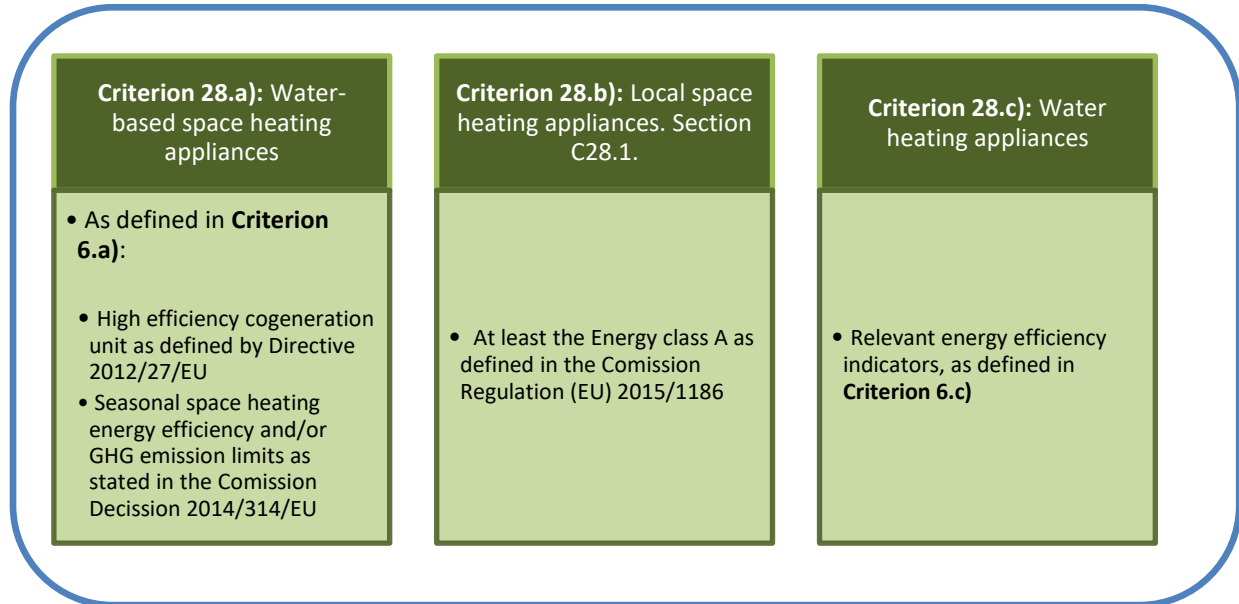 Criterion 28.a): Water-
based space heating
appliances
• As defined in Criterion
6.a):
• High efficiency cogeneration
unit as defined by Directive
2012/27/EU
• Seasonal space heating
energy efficiency and/or
GHG emission limits as
stated in the Comission
Decission 2014/314/EU
Criterion 28.b): Local space
heating appliances. Section
C28.1.
• At least the Energy class A as
defined in the Comission
Regulation (EU) 2015/1186
Criterion 28.c): Water
heating appliances
• Relevant energy efficiency
indicators, as defined in
Criterion 6.c)